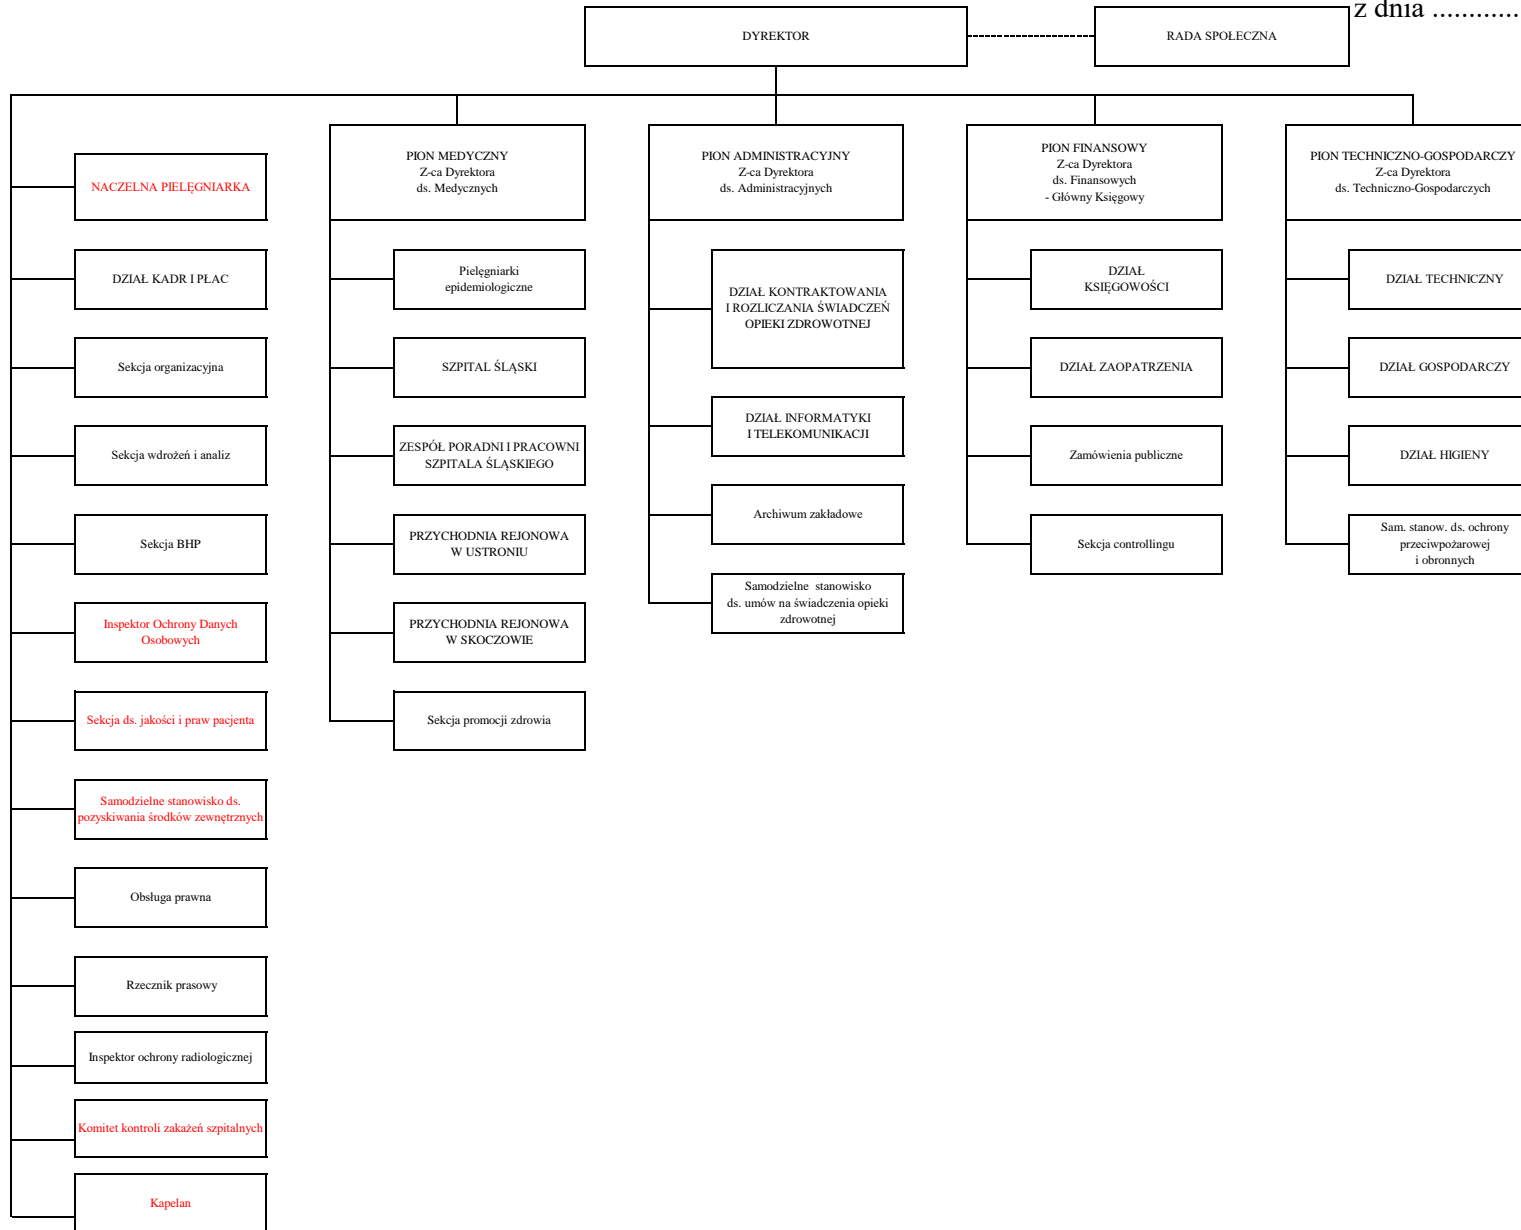 z dnia ............
DYREKTOR
RADA SPOŁECZNA
NACZELNA PIELĘGNIARKA
DZIAŁ KADR I PŁAC
Sekcja organizacyjna
Sekcja wdrożeń i analiz
Sekcja BHP
Inspektor Ochrony Danych
Osobowych
Sekcja ds. jakości i praw pacjenta
Samodzielne stanowisko ds.
pozyskiwania środków zewnętrznych
Obsługa prawna
Rzecznik prasowy
Inspektor ochrony radiologicznej
Komitet kontroli zakażeń szpitalnych
Kapelan
PION MEDYCZNY
Z-ca Dyrektora
ds. Medycznych
Pielęgniarki
epidemiologiczne
SZPITAL ŚLĄSKI
ZESPÓŁ PORADNI I PRACOWNI
SZPITALA ŚLĄSKIEGO
PRZYCHODNIA REJONOWA
W USTRONIU
PRZYCHODNIA REJONOWA
W SKOCZOWIE
Sekcja promocji zdrowia
PION ADMINISTRACYJNY
Z-ca Dyrektora
ds. Administracyjnych
DZIAŁ KONTRAKTOWANIA
I ROZLICZANIA ŚWIADCZEŃ
OPIEKI ZDROWOTNEJ
DZIAŁ INFORMATYKI
I TELEKOMUNIKACJI
Archiwum zakładowe
Samodzielne stanowisko
ds. umów na świadczenia opieki
zdrowotnej
PION FINANSOWY
Z-ca Dyrektora
ds. Finansowych
- Główny Księgowy
DZIAŁ
KSIĘGOWOŚCI
DZIAŁ ZAOPATRZENIA
Zamówienia publiczne
Sekcja controllingu
PION TECHNICZNO-GOSPODARCZY
Z-ca Dyrektora
ds. Techniczno-Gospodarczych
DZIAŁ TECHNICZNY
DZIAŁ GOSPODARCZY
DZIAŁ HIGIENY
Sam. stanow. ds. ochrony
przeciwpożarowej
i obronnych